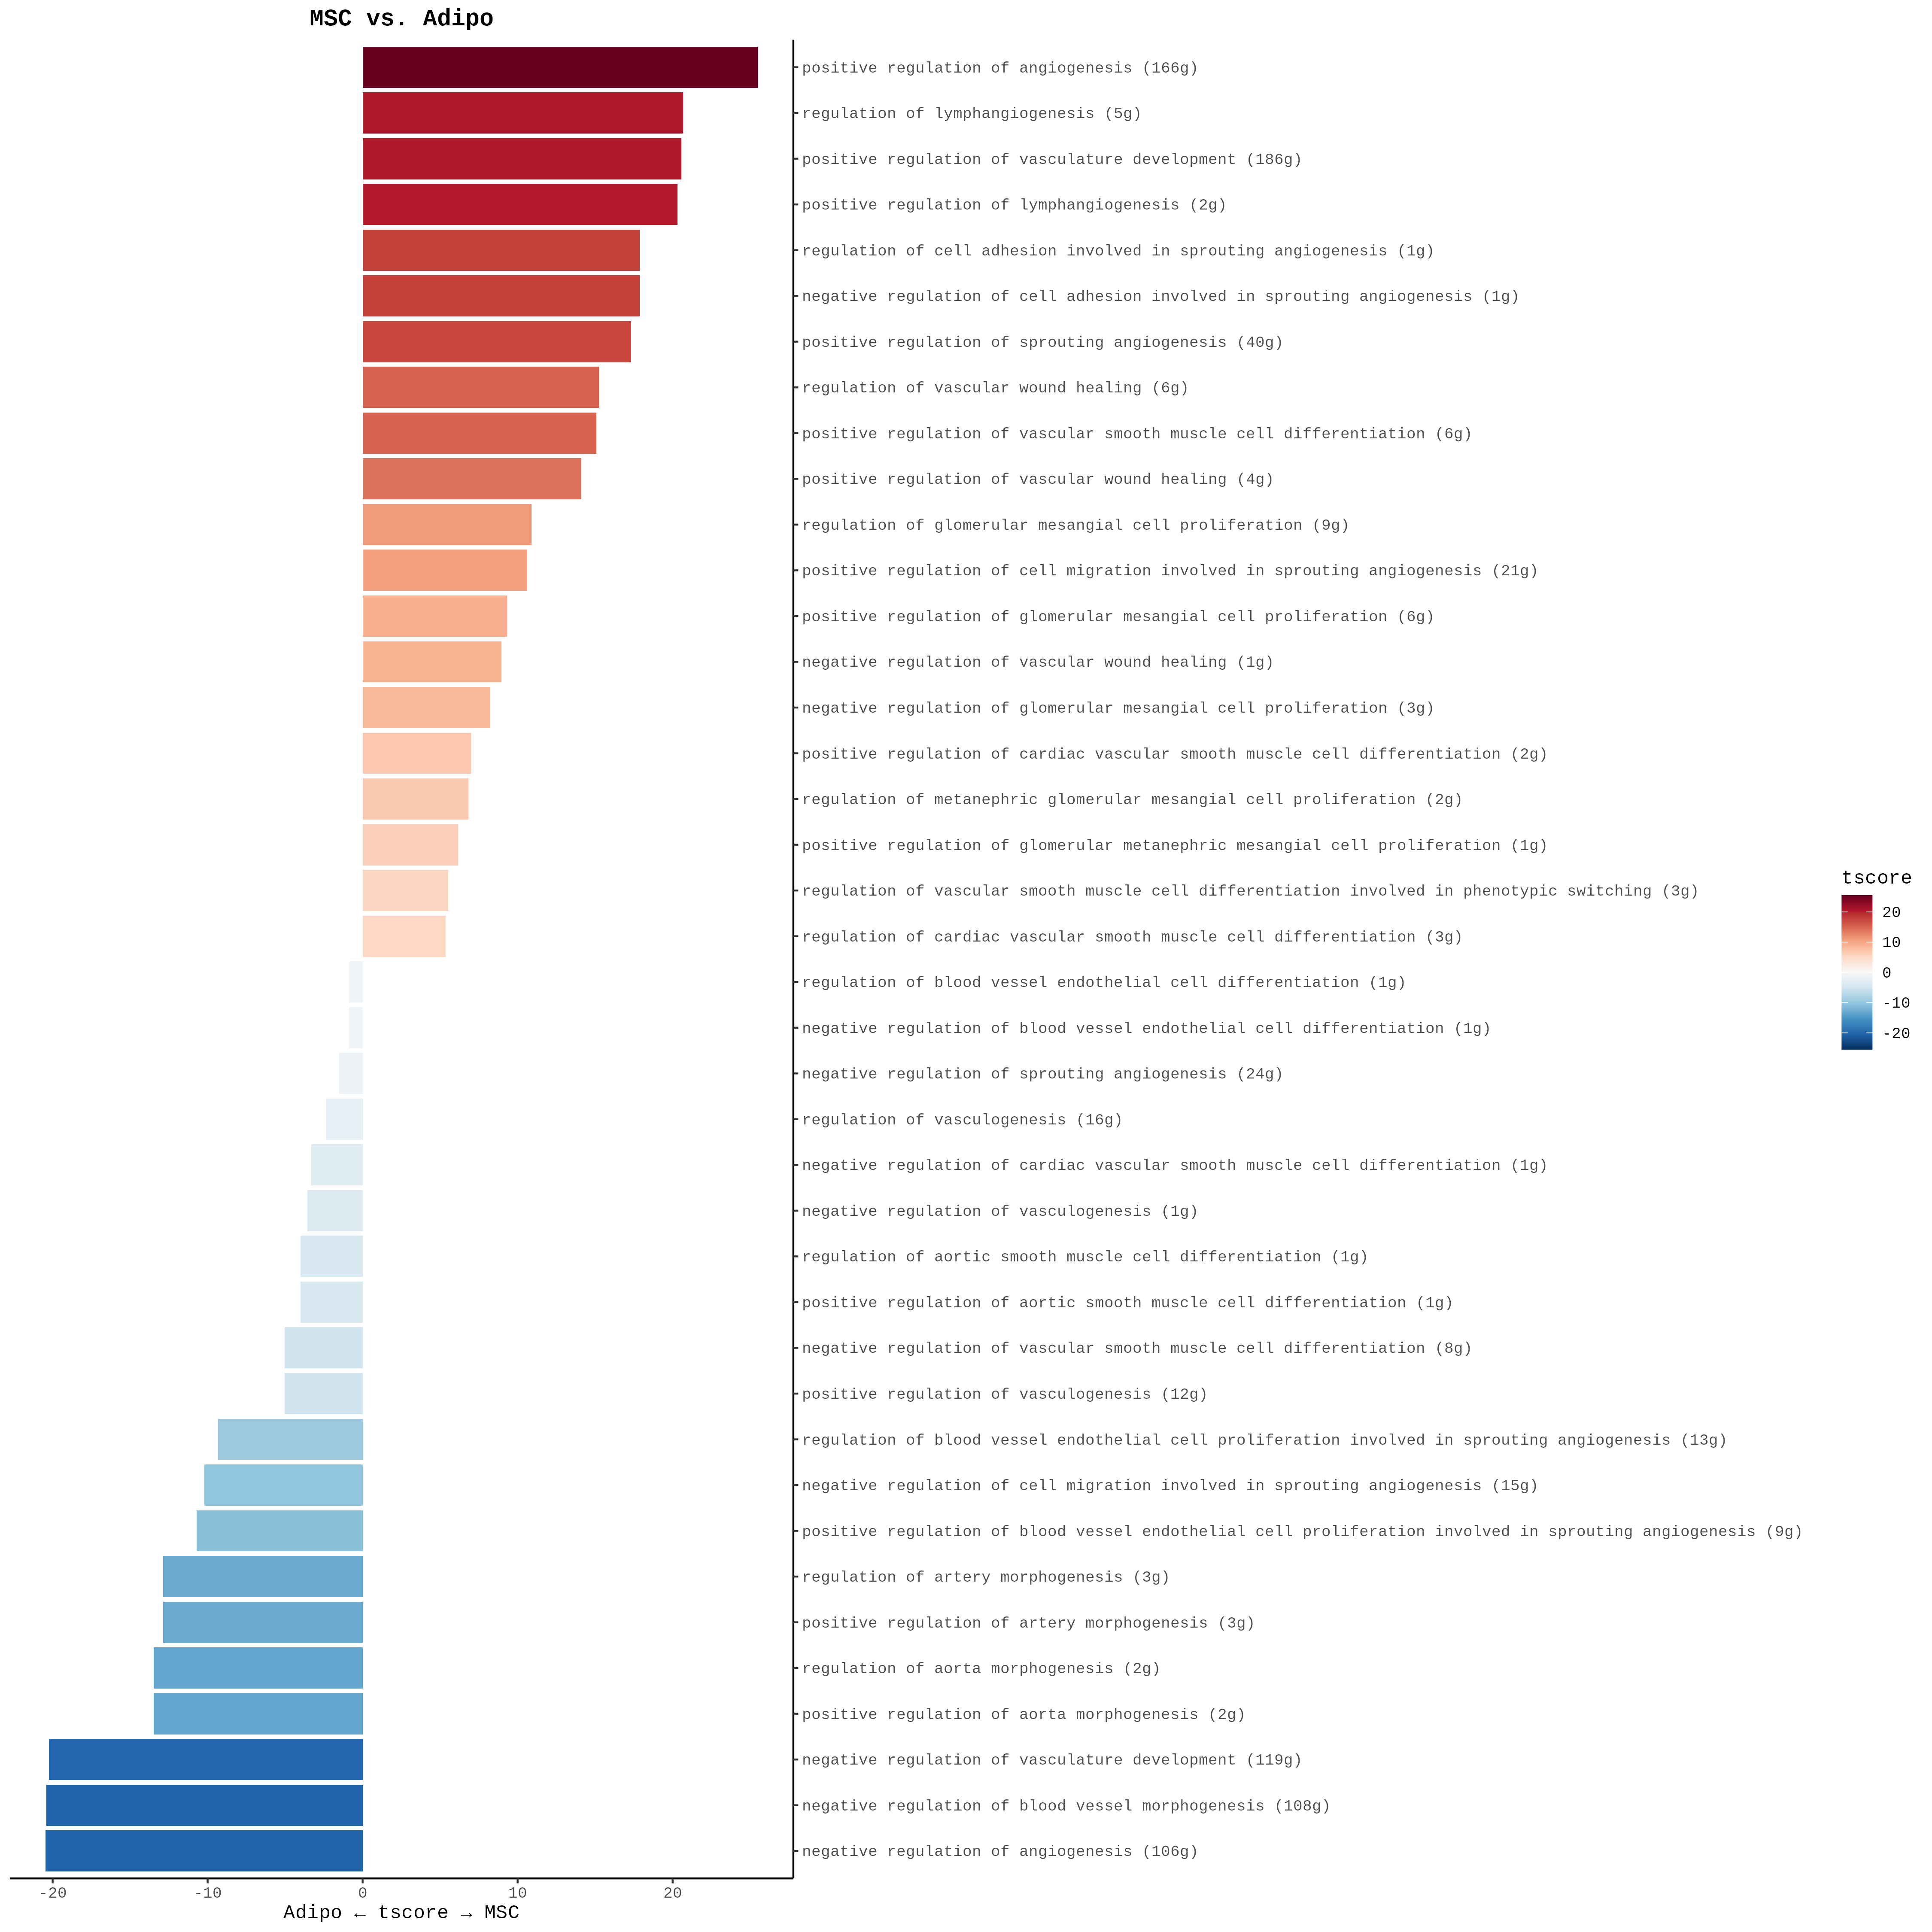 MSC vs. Adipo
positive regulation of angiogenesis (166g)
regulation of lymphangiogenesis (5g)
positive regulation of vasculature development (186g)
positive regulation of lymphangiogenesis (2g)
regulation of cell adhesion involved in sprouting angiogenesis (1g)
negative regulation of cell adhesion involved in sprouting angiogenesis (1g)
positive regulation of sprouting angiogenesis (40g)
regulation of vascular wound healing (6g)
positive regulation of vascular smooth muscle cell differentiation (6g)
positive regulation of vascular wound healing (4g)
regulation of glomerular mesangial cell proliferation (9g)
positive regulation of cell migration involved in sprouting angiogenesis (21g)
positive regulation of glomerular mesangial cell proliferation (6g)
negative regulation of vascular wound healing (1g)
negative regulation of glomerular mesangial cell proliferation (3g)
positive regulation of cardiac vascular smooth muscle cell differentiation (2g)
regulation of metanephric glomerular mesangial cell proliferation (2g)
positive regulation of glomerular metanephric mesangial cell proliferation (1g)
regulation of vascular smooth muscle cell differentiation involved in phenotypic switching (3g)
regulation of cardiac vascular smooth muscle cell differentiation (3g)
regulation of blood vessel endothelial cell differentiation (1g)
negative regulation of blood vessel endothelial cell differentiation (1g)
negative regulation of sprouting angiogenesis (24g)
regulation of vasculogenesis (16g)
negative regulation of cardiac vascular smooth muscle cell differentiation (1g)
negative regulation of vasculogenesis (1g)
regulation of aortic smooth muscle cell differentiation (1g)
positive regulation of aortic smooth muscle cell differentiation (1g)
negative regulation of vascular smooth muscle cell differentiation (8g)
positive regulation of vasculogenesis (12g)
regulation of blood vessel endothelial cell proliferation involved in sprouting angiogenesis (13g)
negative regulation of cell migration involved in sprouting angiogenesis (15g)
positive regulation of blood vessel endothelial cell proliferation involved in sprouting angiogenesis (9g)
regulation of artery morphogenesis (3g)
positive regulation of artery morphogenesis (3g)
regulation of aorta morphogenesis (2g)
positive regulation of aorta morphogenesis (2g)
negative regulation of vasculature development (119g)
negative regulation of blood vessel morphogenesis (108g)
negative regulation of angiogenesis (106g)
-20 -10 0 10 20
Adipo ← tscore → MSC
tscore
20
10
0
-10
-20